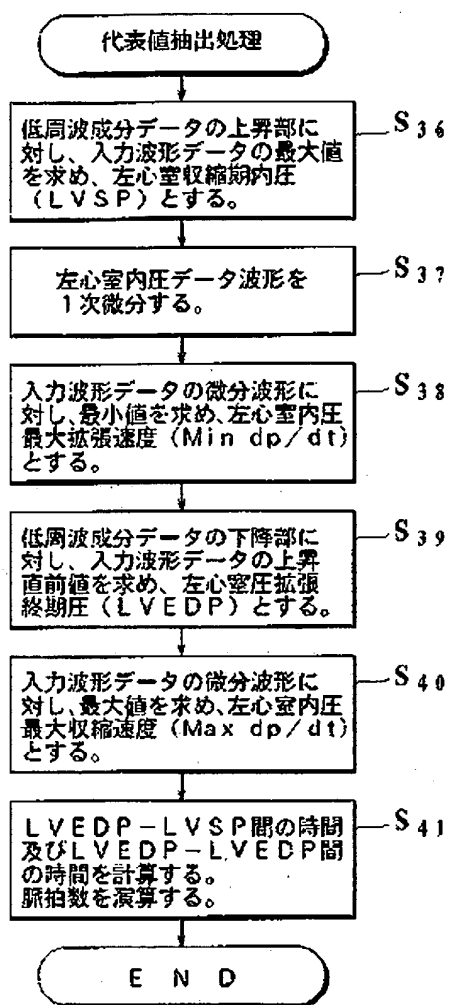 代表値抽出処理
低周波成分データの上昇部に
対し、入力波形データの最大値
を求め、左心室収縮期内圧
(LVSP)とする。
S36
左心室内圧データ波形を
1次微分する。
S37
入力波形データの微分波形に
対し、最小値を求め、左心室内圧
最大拡張速度(Min dp/dt)
とする。
S38
低周波成分データの下降部に
対し、入力波形データの上昇
直前値を求め、左心室圧拡張
終期圧(LVEDP)とする。
S39
入力波形データの微分波形に
対し、最大値を求め、左心室内圧
最大収縮速度(Max dp/dt)
とする。
S40
LVEDP-LVSP間の時間
及びLVEDP-LVEDP間
の時間を計算する。
脈拍数を演算する。
S41
END